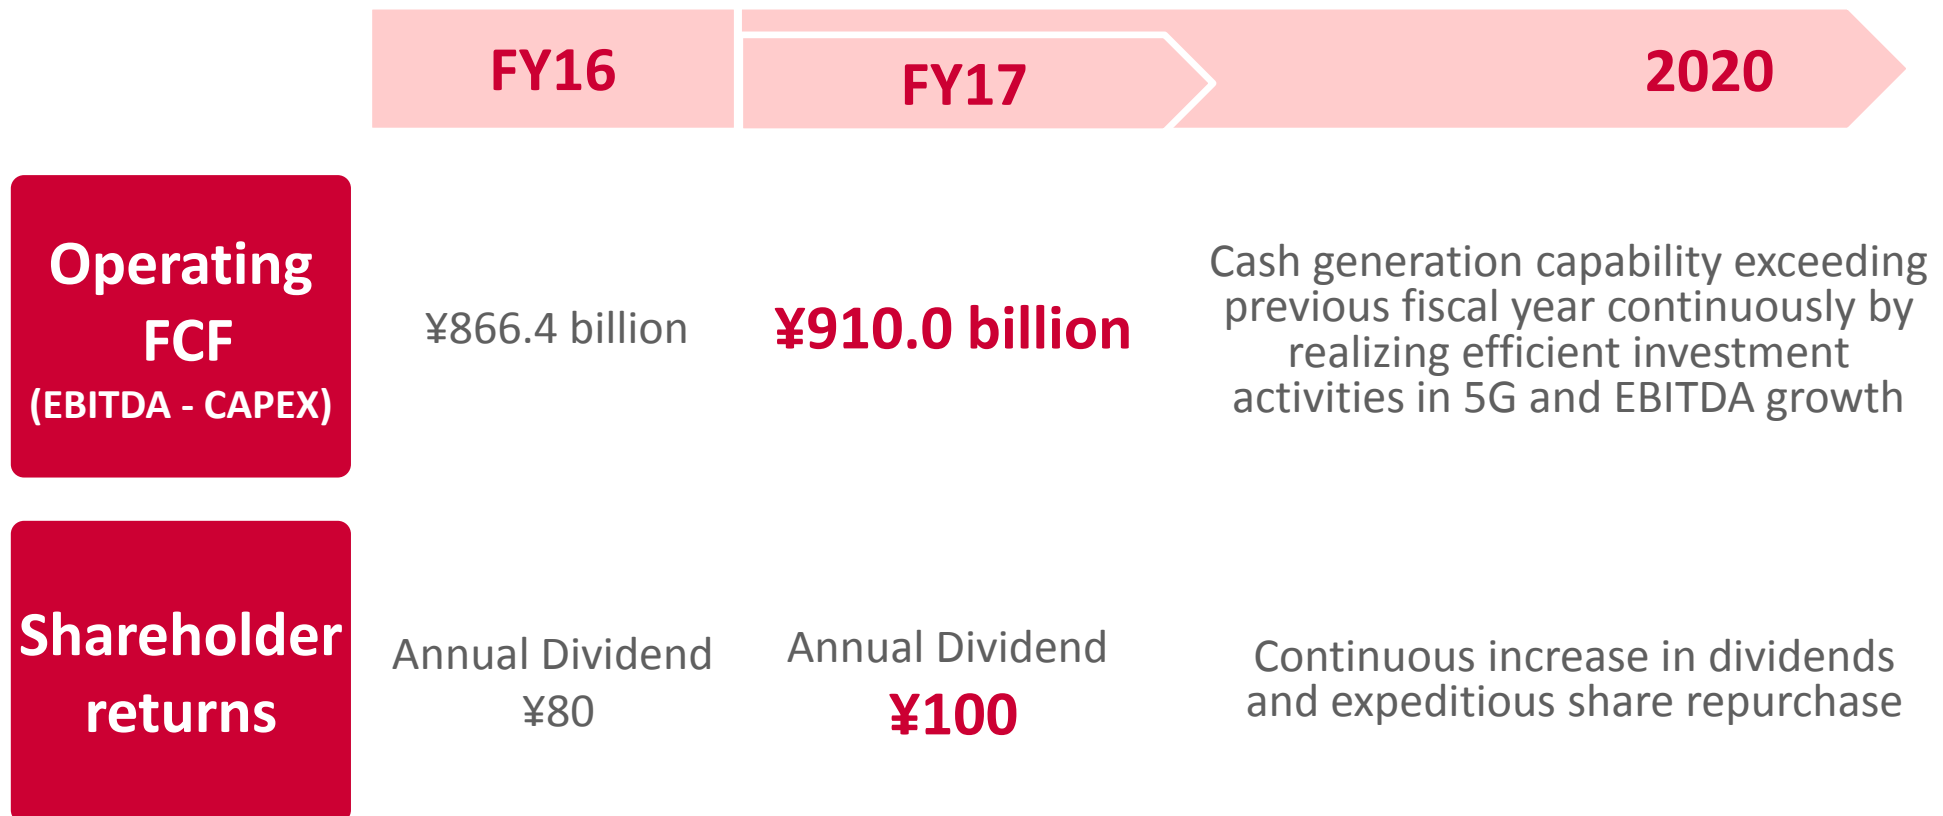 FY16
FY17
2020
Operating
FCF
(EBITDA - CAPEX)
¥866.4 billion
¥910.0 billion
Cash generation capability exceeding
previous fiscal year continuously by
realizing efficient investment
activities in 5G and EBITDA growth
Shareholder
returns
Annual Dividend
¥80
Annual Dividend
¥100
Continuous increase in dividends
and expeditious share repurchase